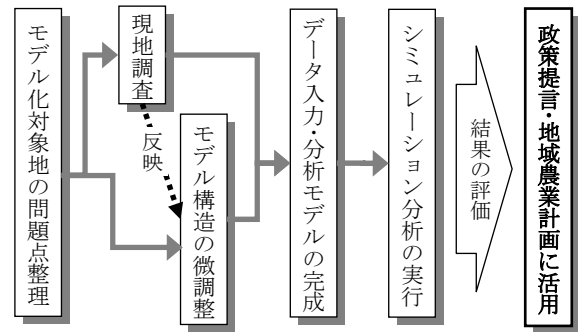 モデル化対象地の問題点整理
現地調査
反映
モデル構造の微調整
データ入力・分析モデルの完成
シミュレーション分析の実行
結果の評価
政策提言・地域農業計画に活用